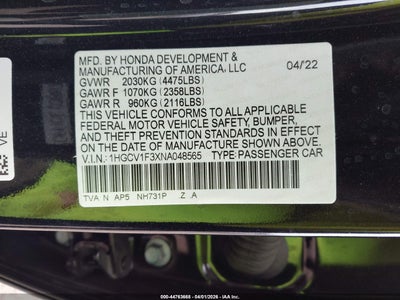 MFD. BY HONDA DEVELOPMENT &
MANUFACTURING OF AMERICA, LLC 04/22
GVWR 2030KG (4475LBS)
GAWR F 1070KG (2358LBS)
GAWR R 960KG (2116LBS)
THIS VEHICLE CONFORMS TO ALL APPLICABLE
FEDERAL MOTOR VEHICLE SAFETY, BUMPER,
AND THEFT PREVENTION STANDARDS IN EFFECT
ON THE DATE OF MANUFACTURE SHOWN ABOVE.
V.I.N.: 1HGCV1F3XNA048565 TYPE: PASSENGER CAR
TVA N AP5 NH731P Z A
VE
000-44763668 - 04/01/2026 - IAA Inc.